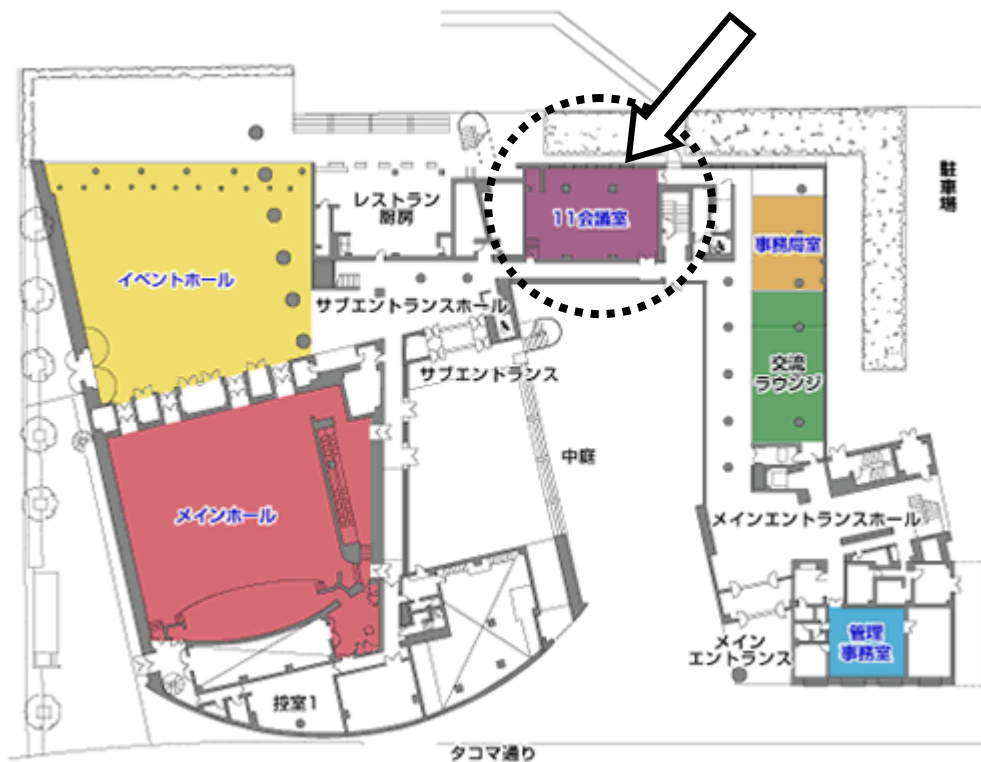 駐車場
レストラン
厨房
11会議室
事務局室
イベントホール
サブエントランスホール
サブエントランス
交流
ラウンジ
中庭
メインホール
メインエントランスホール
管理
事務室
メイン
エントランス
控室1
タコマ通り